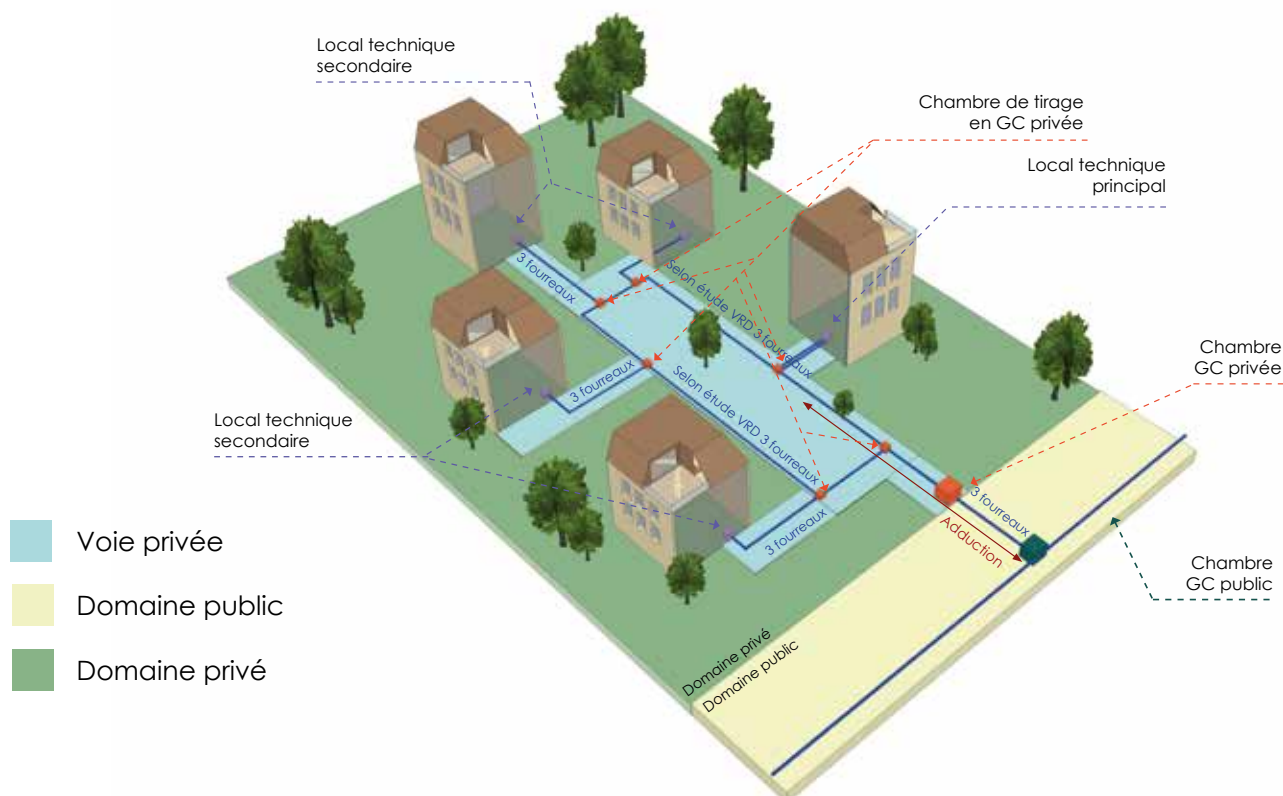 Local technique
secondaire
Chambre de tirage
en GC privée
Local technique
principal
3 fourreaux
Selon étude VRD 3 fourreaux
Chambre
GC privée
3 fourreaux
Selon étude VRD 3 fourreaux
Local technique
secondaire
3 fourreaux
3 fourreaux
Adduction
Chambre
GC public
Voie privée
Domaine public
Domaine privé
Domaine privé
Domaine public